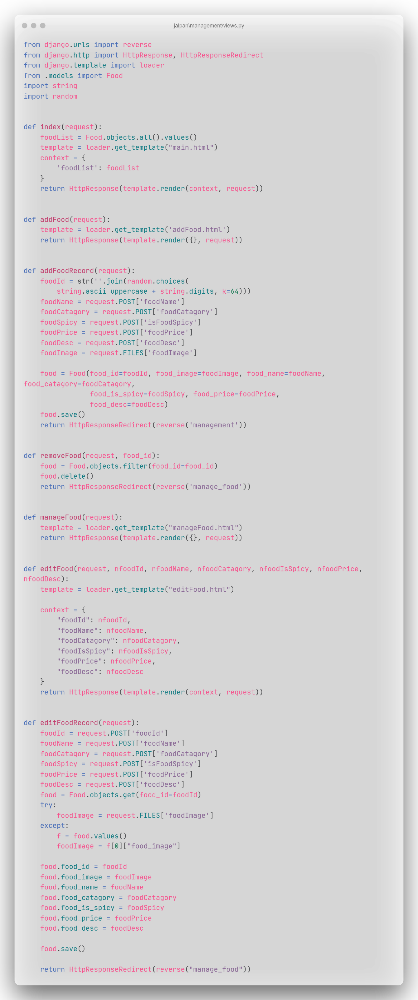 jalpan\management\views.py
from django.urls import reverse
from django.http import HttpResponse, HttpResponseRedirect
from django.template import loader
from .models import Food
import string
import random
def index(request):
    foodList = Food.objects.all().values()
    template = loader.get_template("main.html")
    context = {
        'foodList': foodList
    }
    return HttpResponse(template.render(context, request))
def addFood(request):
    template = loader.get_template('addFood.html')
    return HttpResponse(template.render({}, request))
def addFoodRecord(request):
    foodId = str(''.join(random.choices(
        string.ascii_uppercase + string.digits, k=64)))
    foodName = request.POST['foodName']
    foodCatagory = request.POST['foodCatagory']
    foodSpicy = request.POST['isFoodSpicy']
    foodPrice = request.POST['foodPrice']
    foodDesc = request.POST['foodDesc']
    foodImage = request.FILES['foodImage']
    food = Food(food_id=foodId, food_image=foodImage, food_name=foodName,
food_catagory=foodCatagory,
                food_is_spicy=foodSpicy, food_price=foodPrice,
                food_desc=foodDesc)
    food.save()
    return HttpResponseRedirect(reverse('management'))
def removeFood(request, food_id):
    food = Food.objects.filter(food_id=food_id)
    food.delete()
    return HttpResponseRedirect(reverse('manage_food'))
def manageFood(request):
    template = loader.get_template("manageFood.html")
    return HttpResponse(template.render({}, request))
def editFood(request, nfoodId, nfoodName, nfoodCatagory, nfoodIsSpicy, nfoodPrice,
nfoodDesc):
    template = loader.get_template("editFood.html")
    context = {
        "foodId": nfoodId,
        "foodName": nfoodName,
        "foodCatagory": nfoodCatagory,
        "foodIsSpicy": nfoodIsSpicy,
        "foodPrice": nfoodPrice,
        "foodDesc": nfoodDesc
    }
    return HttpResponse(template.render(context, request))
def editFoodRecord(request):
    foodId = request.POST['foodId']
    foodName = request.POST['foodName']
    foodCatagory = request.POST['foodCatagory']
    foodSpicy = request.POST['isFoodSpicy']
    foodPrice = request.POST['foodPrice']
    foodDesc = request.POST['foodDesc']
    food = Food.objects.get(food_id=foodId)
    try:
        foodImage = request.FILES['foodImage']
    except:
        f = food.values()
        foodImage = f[0]["food_image"]
    food.food_id = foodId
    food.food_image = foodImage
    food.food_name = foodName
    food.food_catagory = foodCatagory
    food.food_is_spicy = foodSpicy
    food.food_price = foodPrice
    food.food_desc = foodDesc
    food.save()
    return HttpResponseRedirect(reverse("manage_food"))